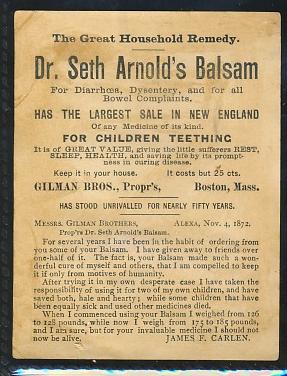 The Great Household Remedy.
Dr. Seth Arnold's Balsam
For Diarrhœa, Dysentery, and for all
Bowel Complaints.
HAS THE LARGEST SALE IN NEW ENGLAND
Of any Medicine of its kind.
FOR CHILDREN TEETHING
It is of GREAT VALUE, giving the little sufferers REST,
SLEEP, HEALTH, and saving life by its prompt-
ness in curing disease.
Keep it in your house. It costs but 25 cts.
GILMAN BROS., Propr's, Boston, Mass.
HAS STOOD UNRIVALLED FOR NEARLY FIFTY YEARS.
MESSRS. GILMAN BROTHERS, ALEXA, Nov. 4, 1872.
Prop'rs Dr. Seth Arnold's Balsam.
For several years I have been in the habit of ordering from
you some of your Balsam. I have given away to friends over
one-half of it. The fact is, your Balsam made such a won-
derful cure of myself and others, that I am compelled to keep
it if only from motives of humanity.
After trying it in my own desperate case I have taken the
responsibility of using it for two of my own children, and have
saved both, hale and hearty; while some children that have
been equally sick and used other medicines died.
When I commenced using your Balsam I weighed from 126
to 128 pounds, while now I weigh from 175 to 185 pounds,
and I am sure, but for your invaluable medicine I should not
now be alive. JAMES F. CARLEN.